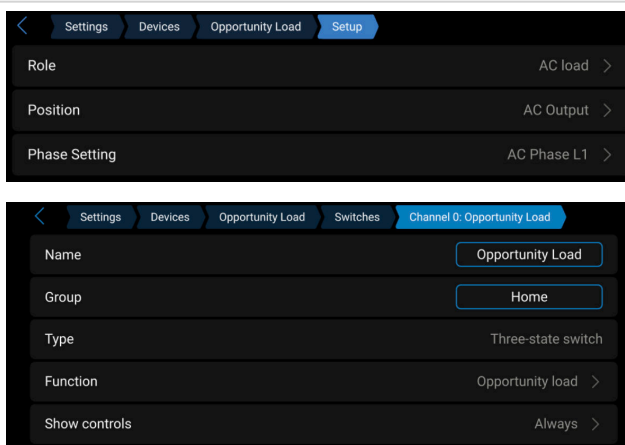 Settings Devices Opportunity Load Setup
Role AC load
Position AC Output
Phase Setting AC Phase L1
Settings Devices Opportunity Load Switches Channel 0: Opportunity Load
Name Opportunity Load
Group Home
Type Three-state switch
Function Opportunity load
Show controls Always